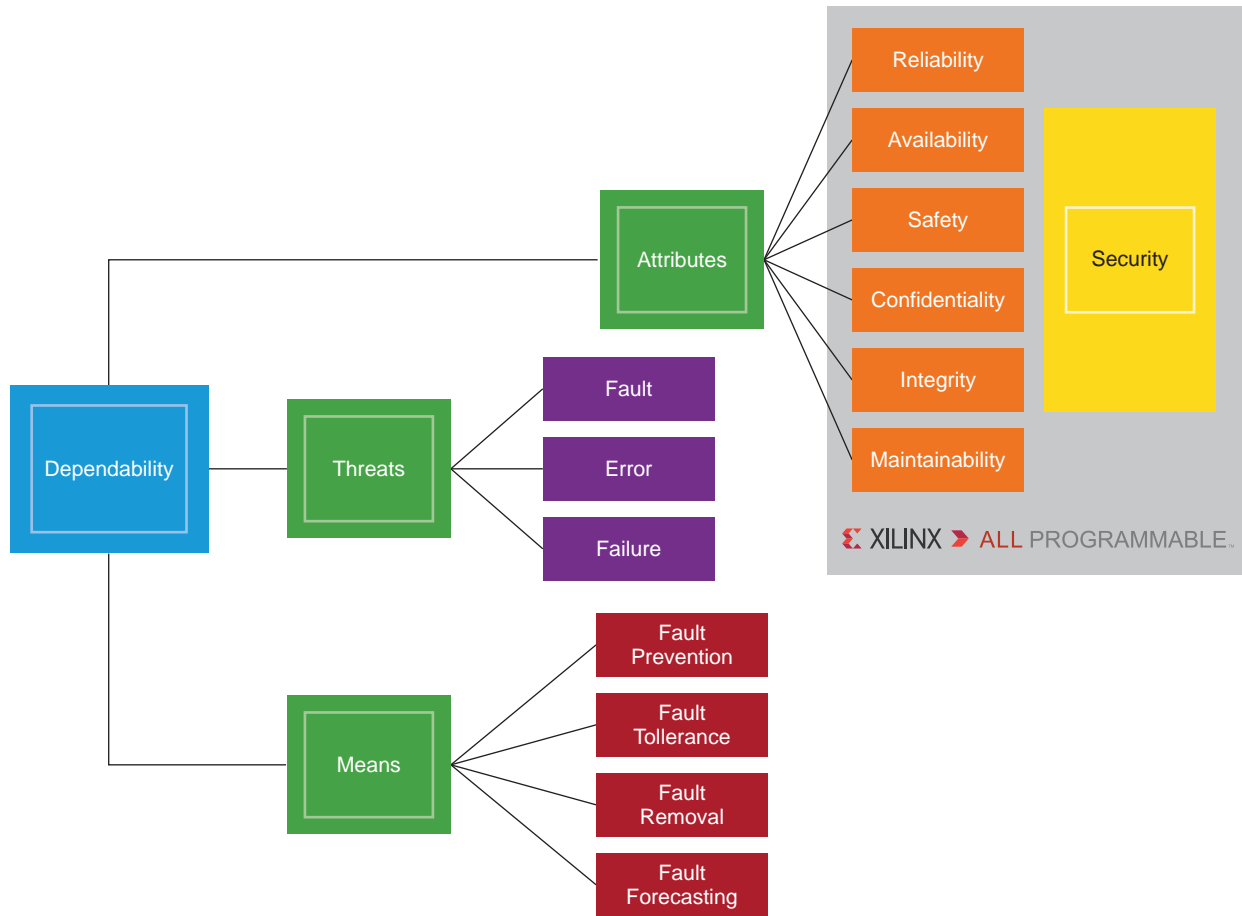 Reliability
Availability
Safety
Confidentiality
Integrity
Maintainability
Security
XILINX ALL PROGRAMMABLE™
Attributes
Dependability
Threats
Fault
Error
Failure
Means
Fault
Prevention
Fault
Tollerance
Fault
Removal
Fault
Forecasting